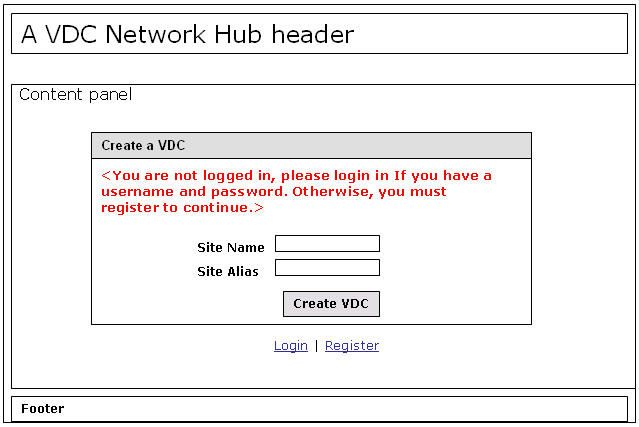 A VDC Network Hub header
Content panel
Create a VDC
<You are not logged in, please login in If you have a
username and password. Otherwise, you must
register to continue.>
Site Name
Site Alias
Create VDC
Login | Register
Footer